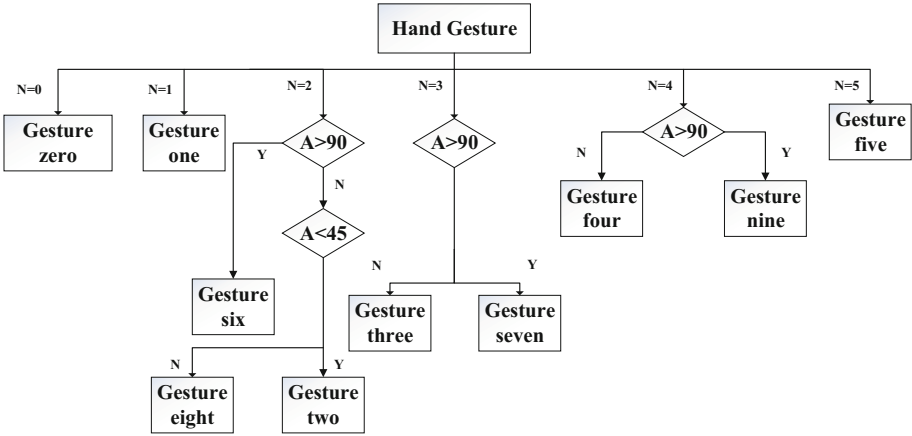 Hand Gesture
N=0
N=1
N=2
N=3
N=4
N=5
Gesture
zero
Gesture
one
A>90
A>90
A>90
Gesture
five
Y
N
N
Y
Gesture
four
Gesture
nine
A<45
N
Y
Gesture
six
Gesture
three
Gesture
seven
N
Y
Gesture
eight
Gesture
two